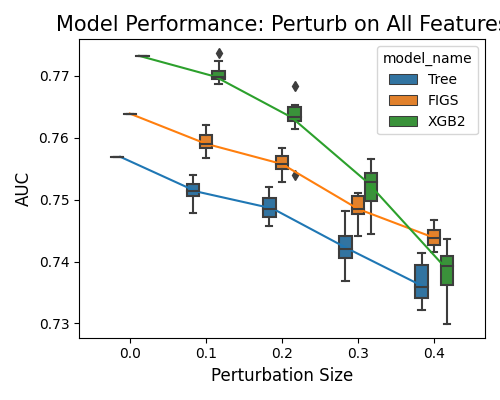 Model Performance: Perturb on All Features
model_name
Tree
FIGS
XGB2
0.77
0.76
0.75
0.74
0.73
AUC
0.0 0.1 0.2 0.3 0.4
Perturbation Size